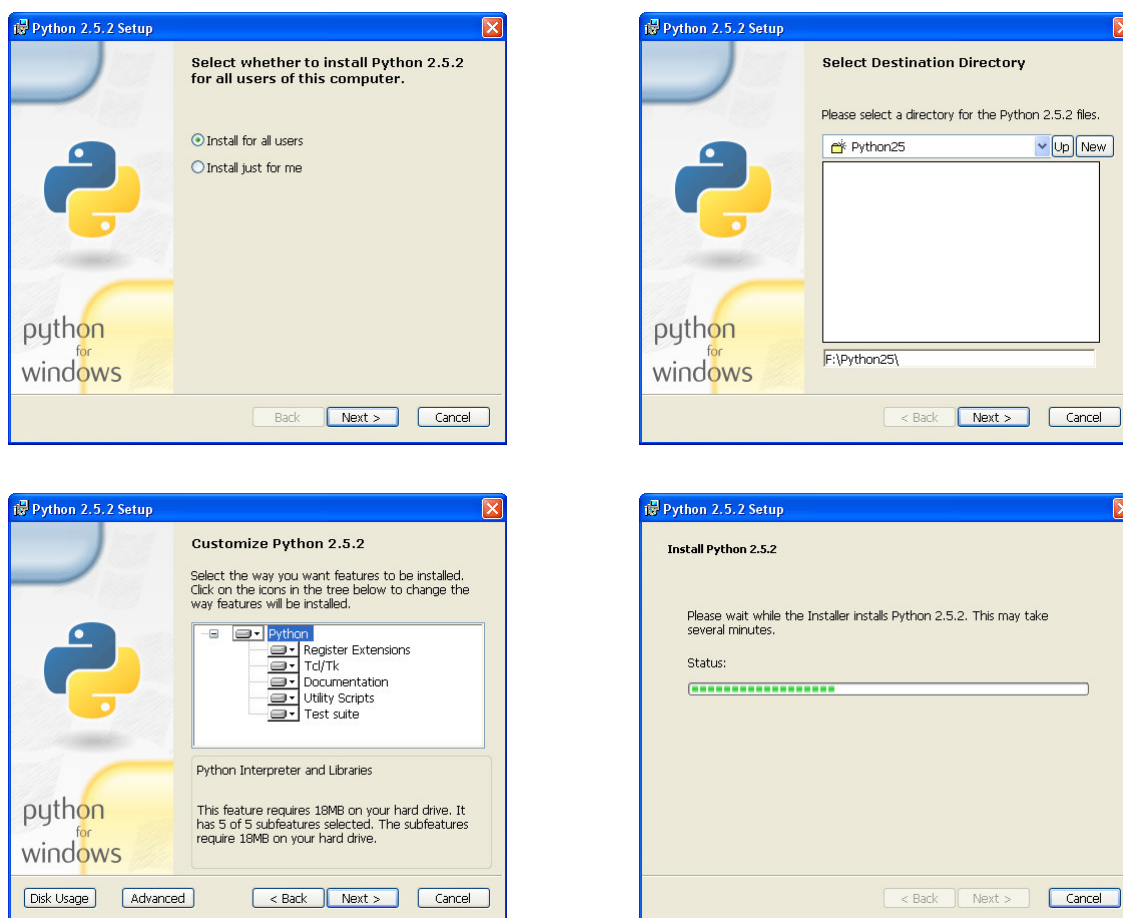 Python 2.5.2 Setup
Select whether to install Python 2.5.2
for all users of this computer.
Install for all users
Install just for me
python
for
windows
Back
Next >
Cancel
Python 2.5.2 Setup
Select Destination Directory
Please select a directory for the Python 2.5.2 files.
Python25
Up
New
F:\Python25\
python
for
windows
< Back
Next >
Cancel
Python 2.5.2 Setup
Customize Python 2.5.2
Select the way you want features to be installed.
Click on the icons in the tree below to change the
way features will be installed.
Python
Register Extensions
Tcl/Tk
Documentation
Utility Scripts
Test suite
Python Interpreter and Libraries
This feature requires 18MB on your hard drive. It
has 5 of 5 subfeatures selected. The subfeatures
require 18MB on your hard drive.
python
for
windows
Disk Usage
Advanced
< Back
Next >
Cancel
Python 2.5.2 Setup
Install Python 2.5.2
Please wait while the Installer installs Python 2.5.2. This may take
several minutes.
Status:
< Back
Next >
Cancel